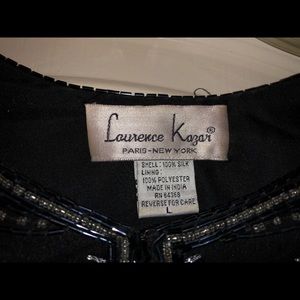 Laurence Kazar®
PARIS-NEW YORK
SHELL: 100% SILK
LINING:
100% POLYESTER
MADE IN INDIA
RN 64368
REVERSE FOR CARE
L